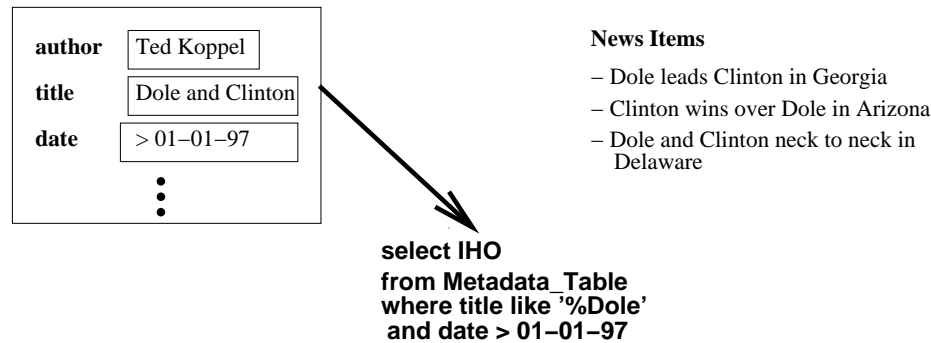 author Ted Koppel
title Dole and Clinton
date > 01–01–97
News Items
– Dole leads Clinton in Georgia
– Clinton wins over Dole in Arizona
– Dole and Clinton neck to neck in
Delaware
select IHO
from Metadata_Table
where title like '%Dole'
and date > 01–01–97